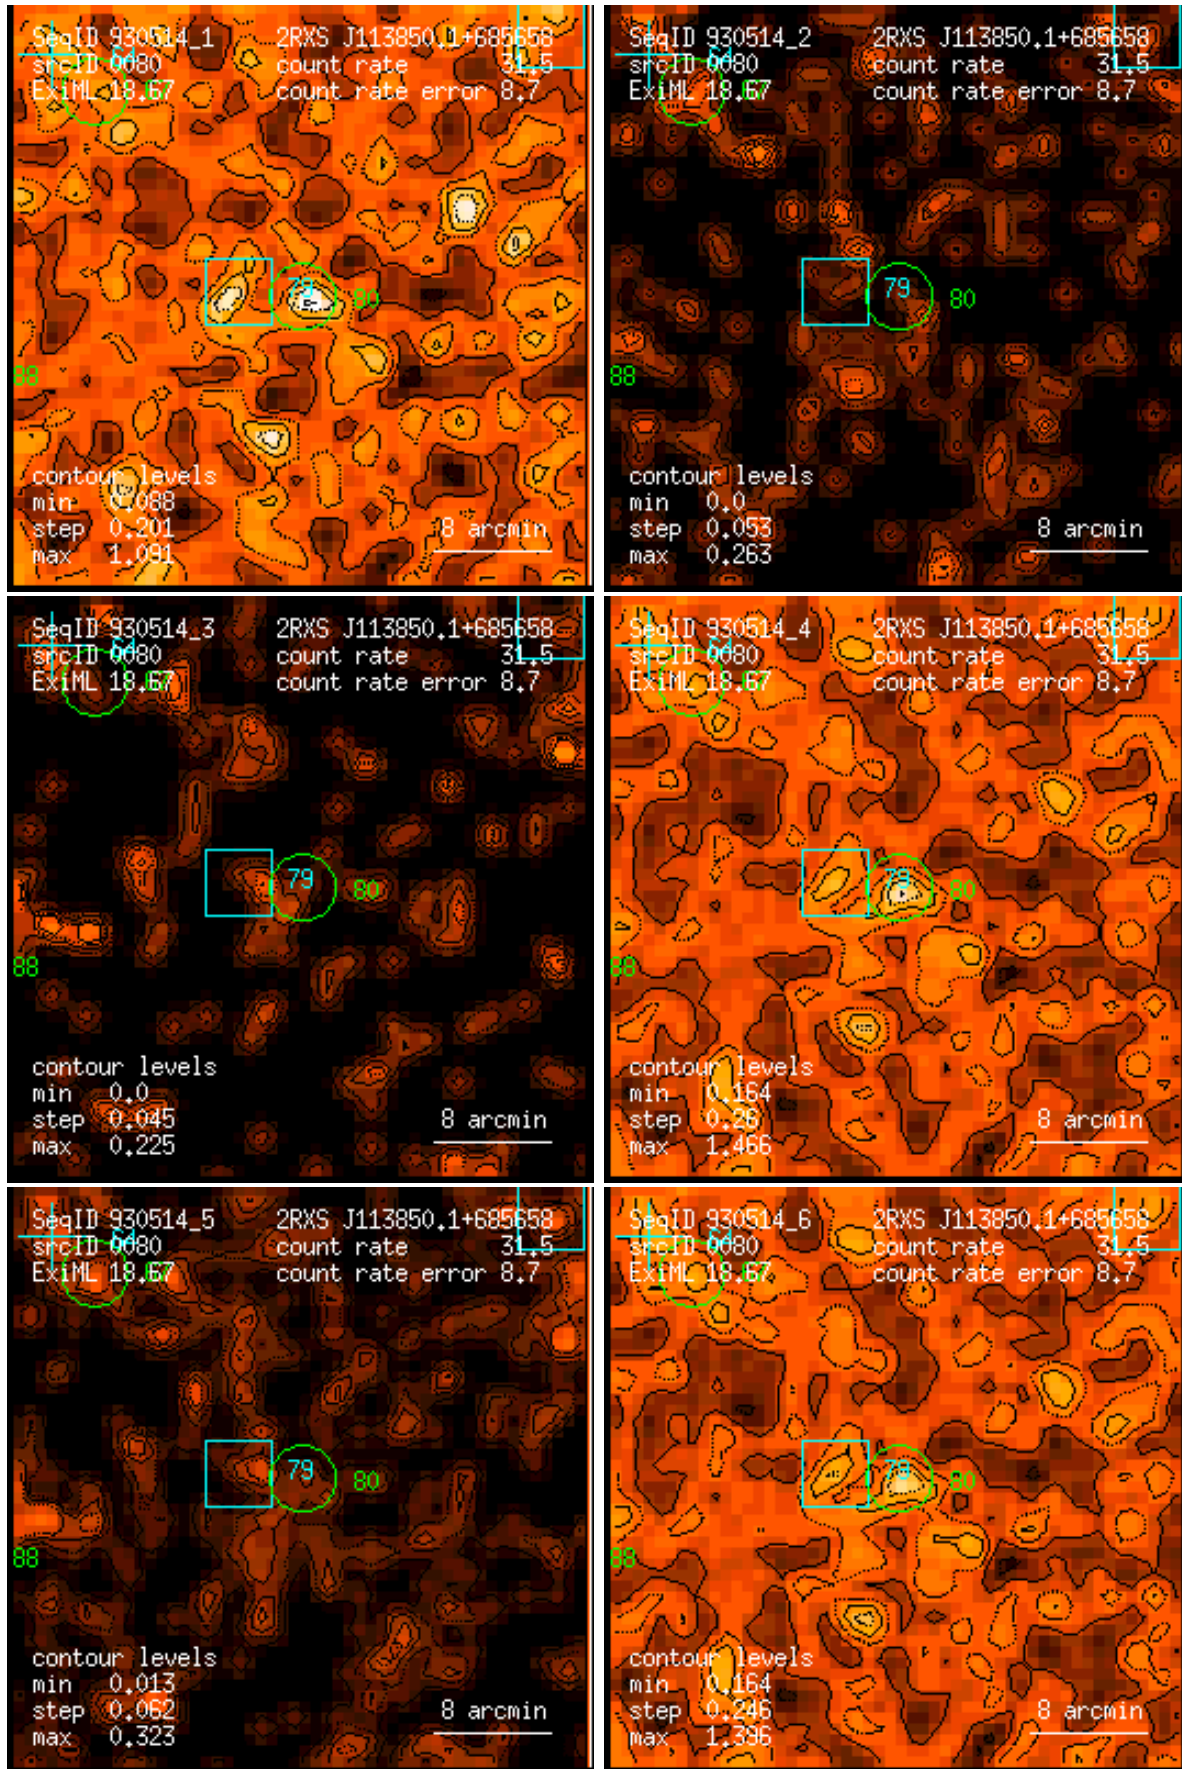 SeqID 930514_1 2RXS J113850.1+685658
srcID 0080 count rate 31.5
ExiML 18.67 count rate error 8.7
79
80
88
contour levels
min 0.088
step 0.201 8 arcmin
max 1.091
SeqID 930514_2 2RXS J113850.1+685658
srcID 0080 count rate 31.5
ExiML 18.67 count rate error 8.7
79
80
88
contour levels
min 0.0
step 0.053 8 arcmin
max 0.263
SeqID 930514_3 2RXS J113850.1+685658
srcID 0080 count rate 31.5
ExiML 18.67 count rate error 8.7
79
80
88
contour levels
min 0.0
step 0.045 8 arcmin
max 0.225
SeqID 930514_4 2RXS J113850.1+685658
srcID 0080 count rate 31.5
ExiML 18.67 count rate error 8.7
79
80
88
contour levels
min 0.164
step 0.26 8 arcmin
max 1.466
SeqID 930514_5 2RXS J113850.1+685658
srcID 0080 count rate 31.5
ExiML 18.67 count rate error 8.7
79
80
88
contour levels
min 0.013
step 0.062 8 arcmin
max 0.323
SeqID 930514_6 2RXS J113850.1+685658
srcID 0080 count rate 31.5
ExiML 18.67 count rate error 8.7
79
80
88
contour levels
min 0.164
step 0.246 8 arcmin
max 1.396